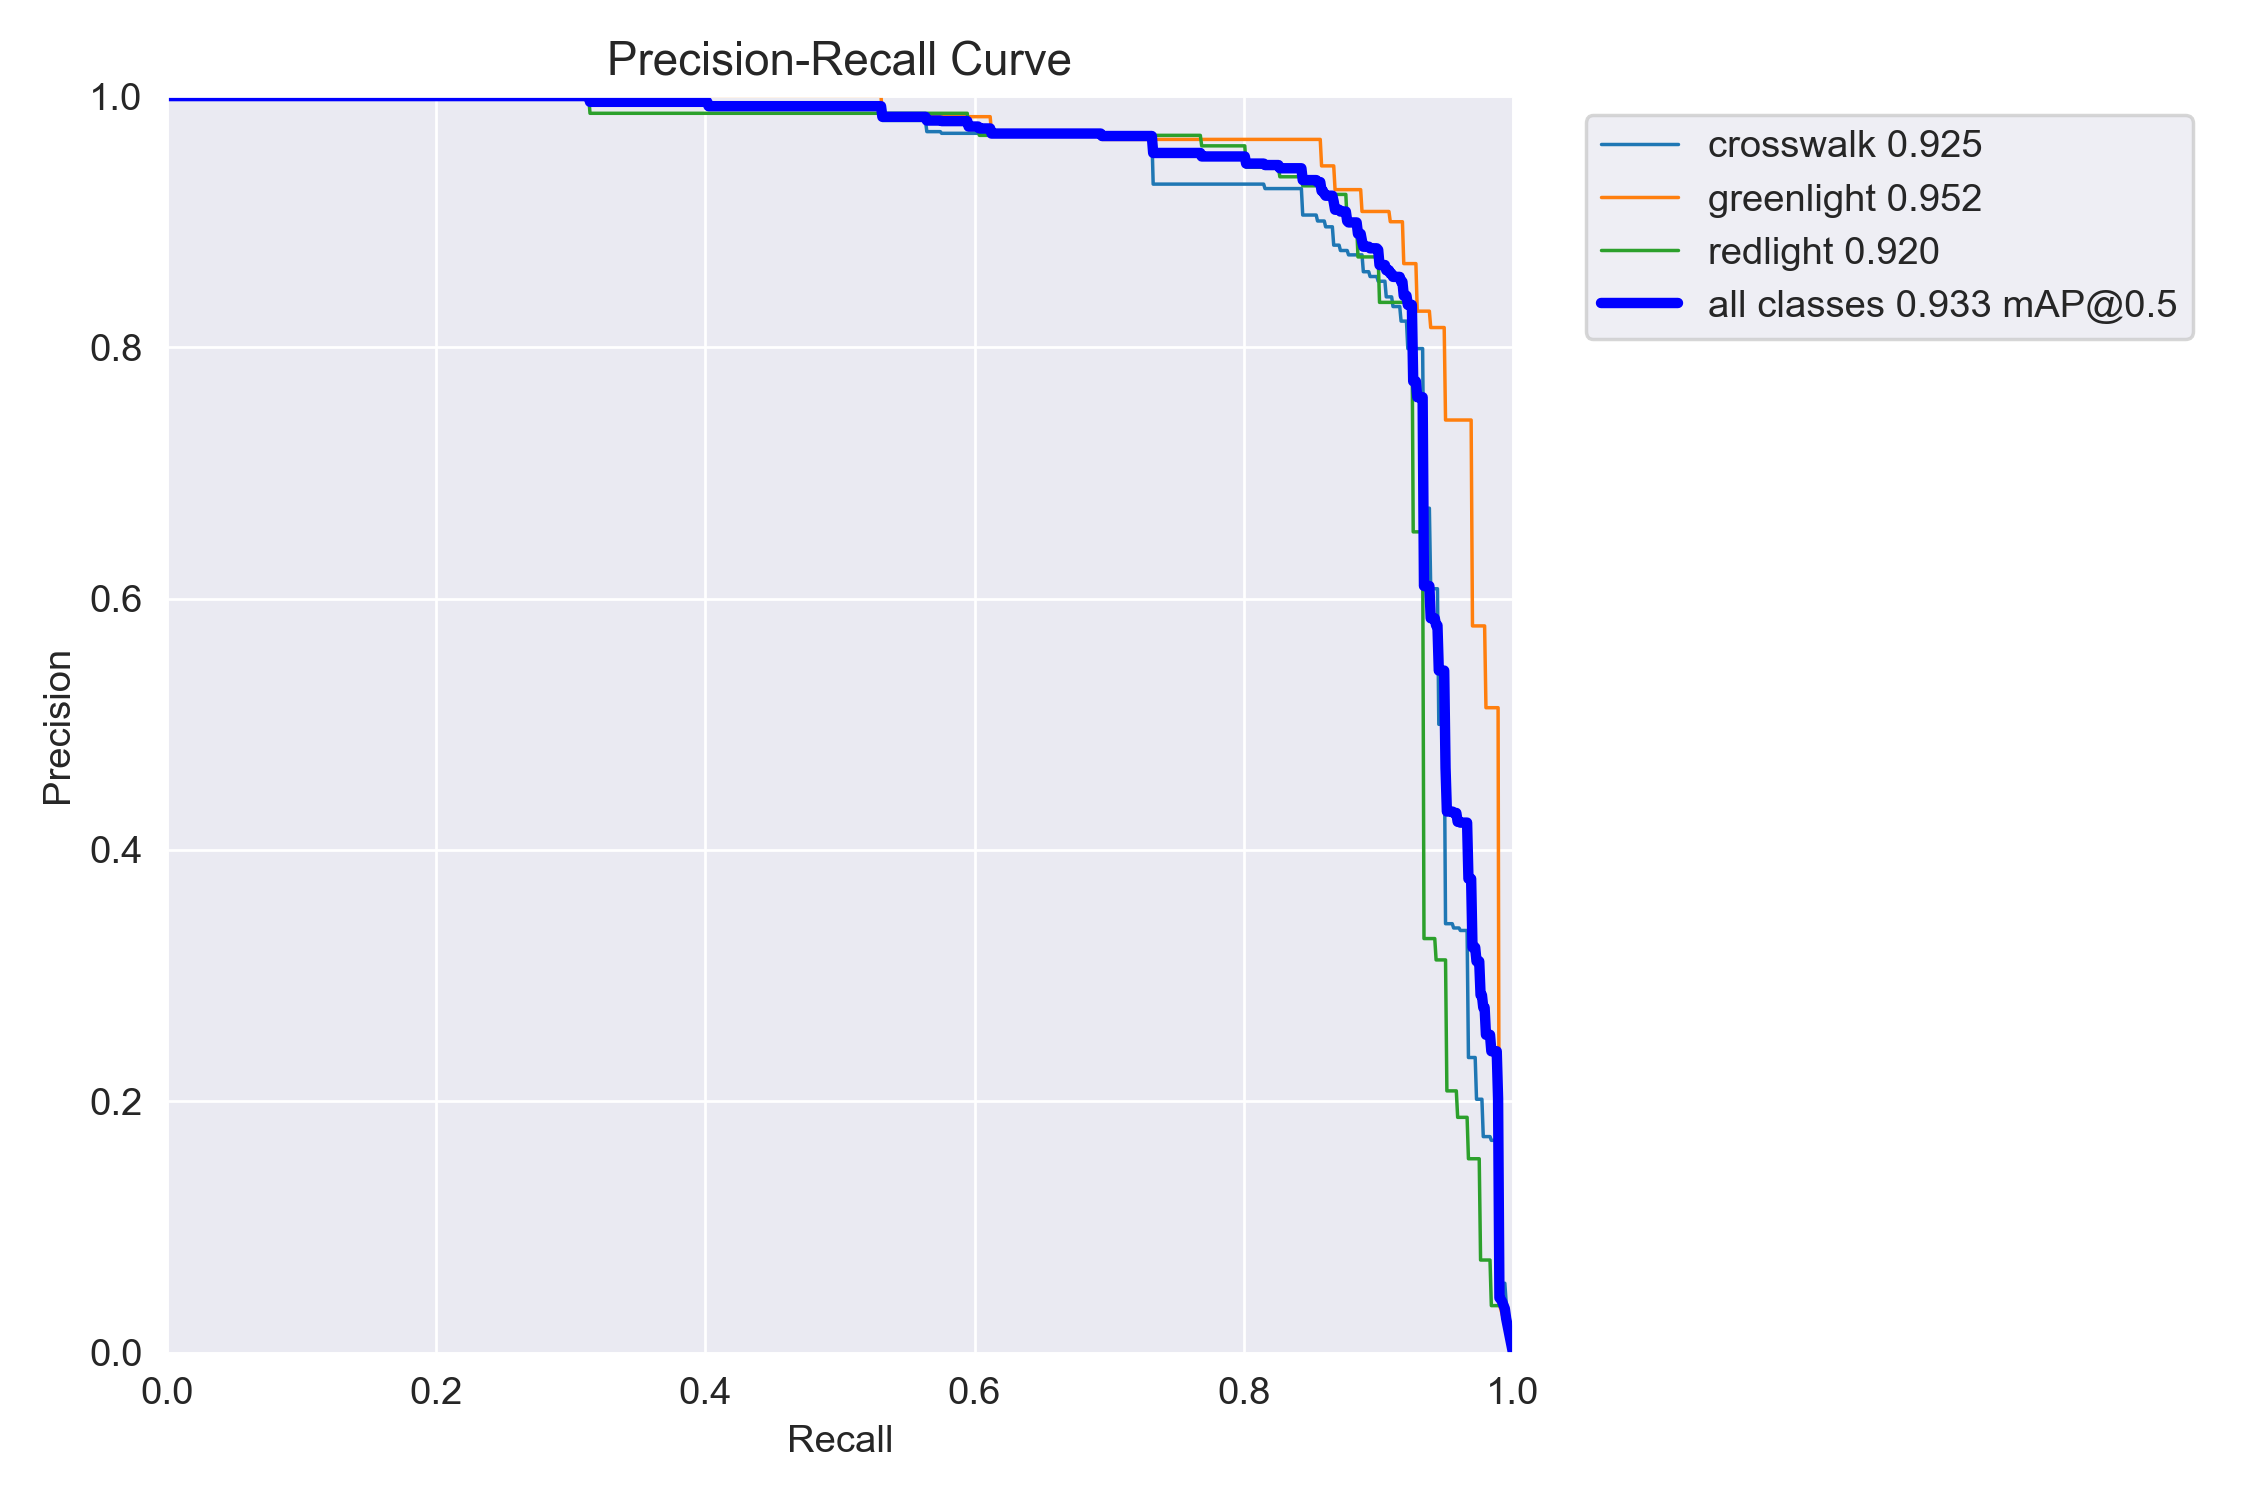 Precision-Recall Curve
1.0
0.8
0.6
0.4
0.2
0.0
Precision
0.0 0.2 0.4 0.6 0.8 1.0
Recall
crosswalk 0.925
greenlight 0.952
redlight 0.920
all classes 0.933 mAP@0.5